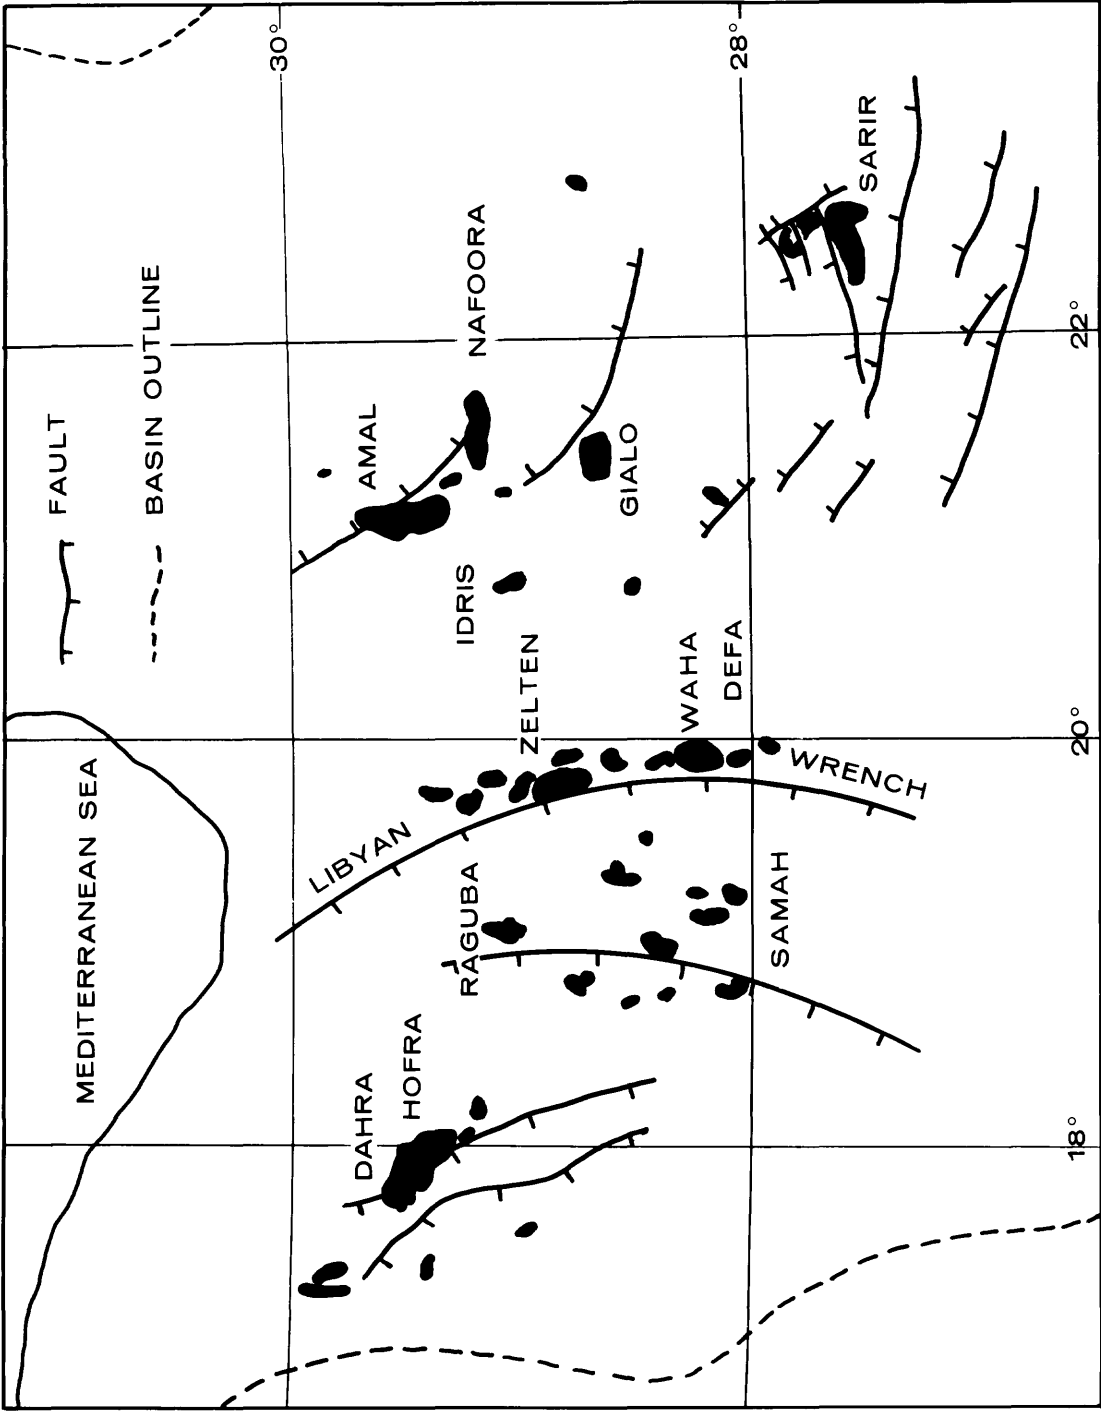 MEDITERRANEAN SEA
FAULT
BASIN OUTLINE
30°
28°
22°
20°
18°
DAHRA
HOFRA
RAGUBA
LIBYAN
WRENCH
SAMAH
ZELTEN
IDRIS
WAHA
DEFA
AMAL
NAFOORA
GIALO
SARIR